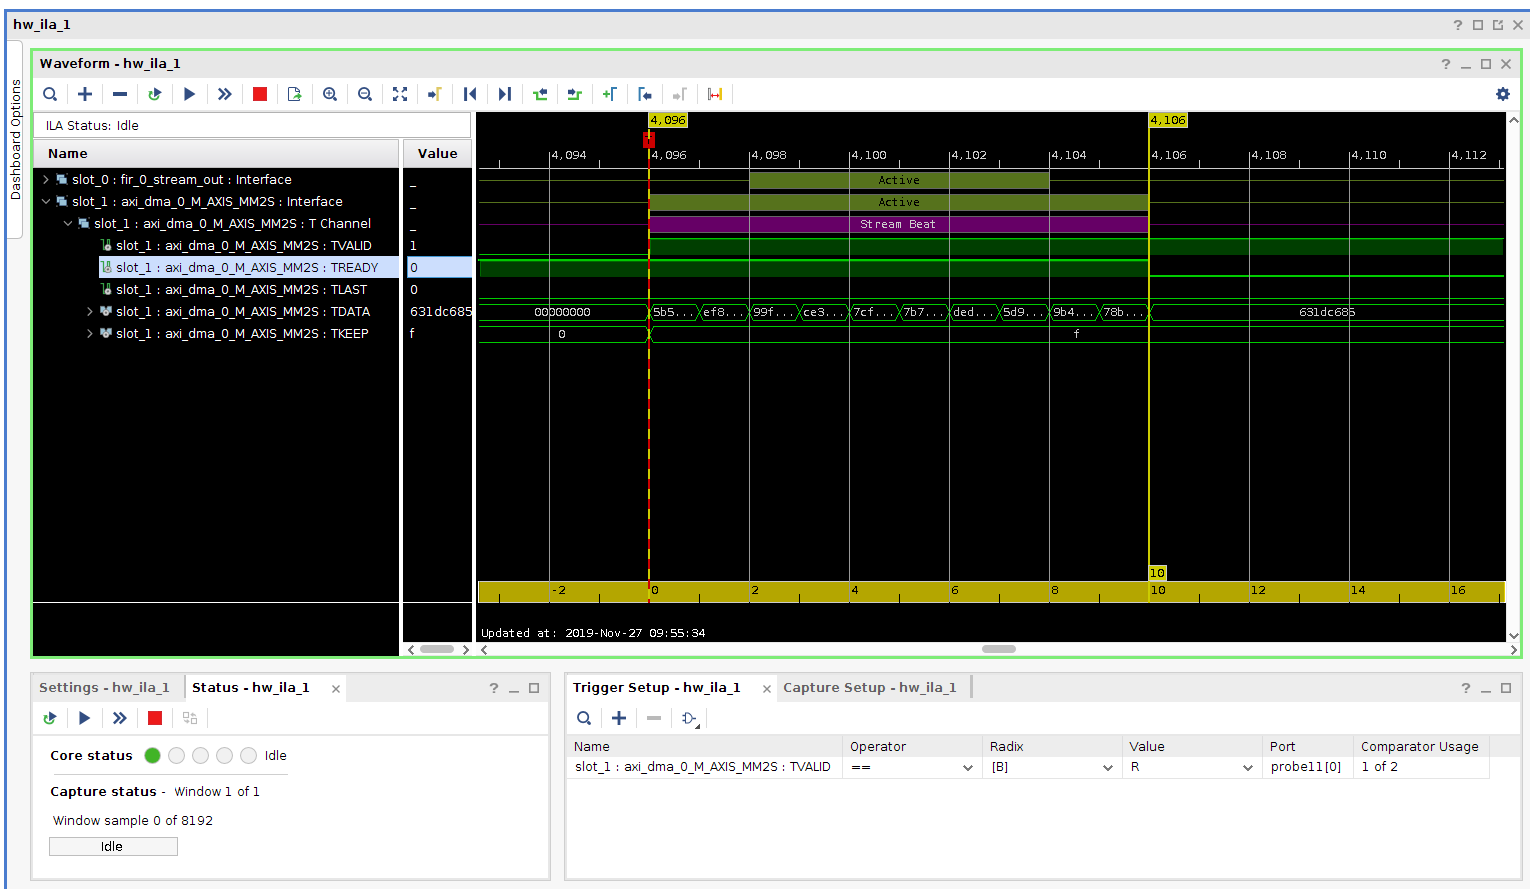 hw_ila_1
Dashboard Options
Waveform - hw_ila_1
ILA Status: Idle
Name Value
4,096 4,106
4,094 4,096 4,098 4,100 4,102 4,104 4,106 4,108 4,110 4,112
slot_0 : fir_0_stream_out : Interface _ Active
slot_1 : axi_dma_0_M_AXIS_MM2S : Interface _ Active
slot_1 : axi_dma_0_M_AXIS_MM2S : T Channel _ Stream Beat
slot_1 : axi_dma_0_M_AXIS_MM2S : TVALID 1
slot_1 : axi_dma_0_M_AXIS_MM2S : TREADY 0
slot_1 : axi_dma_0_M_AXIS_MM2S : TLAST 0
slot_1 : axi_dma_0_M_AXIS_MM2S : TDATA 631dc685 00000000 5b5... ef8... 99f... ce3... 7cf... 7b7... ded... 5d9... 9b4... 78b... 631dc685
slot_1 : axi_dma_0_M_AXIS_MM2S : TKEEP f 0 f
10
-2 0 2 4 6 8 10 12 14 16
Updated at: 2019-Nov-27 09:55:34
Settings - hw_ila_1 Status - hw_ila_1
Core status Idle
Capture status - Window 1 of 1
Window sample 0 of 8192
Idle
Trigger Setup - hw_ila_1 Capture Setup - hw_ila_1
Name Operator Radix Value Port Comparator Usage
slot_1 : axi_dma_0_M_AXIS_MM2S : TVALID == [B] R probe11[0] 1 of 2